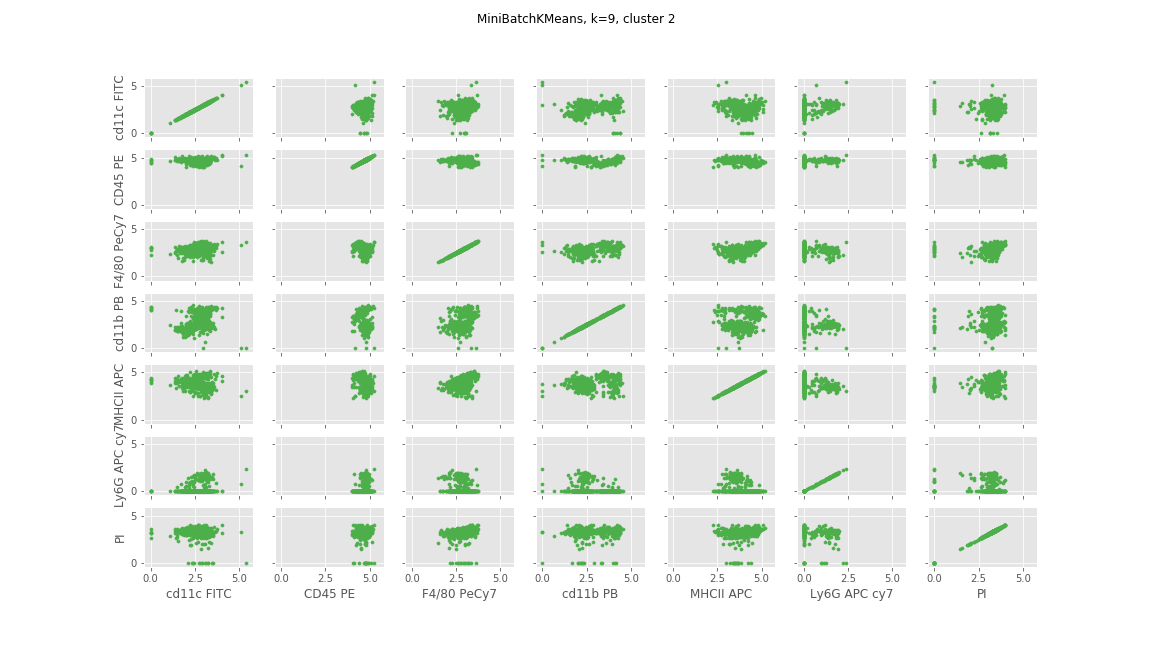 MiniBatchKMeans, k=9, cluster 2
cd11c FITC
5
0
CD45 PE
5
0
F4/80 PeCy7
5
0
cd11b PB
5
0
MHCII APC
5
0
Ly6G APC cy7
5
0
PI
5
0
0.0 2.5 5.0 0.0 2.5 5.0 0.0 2.5 5.0 0.0 2.5 5.0 0.0 2.5 5.0 0.0 2.5 5.0 0.0 2.5 5.0
cd11c FITC CD45 PE F4/80 PeCy7 cd11b PB MHCII APC Ly6G APC cy7 PI